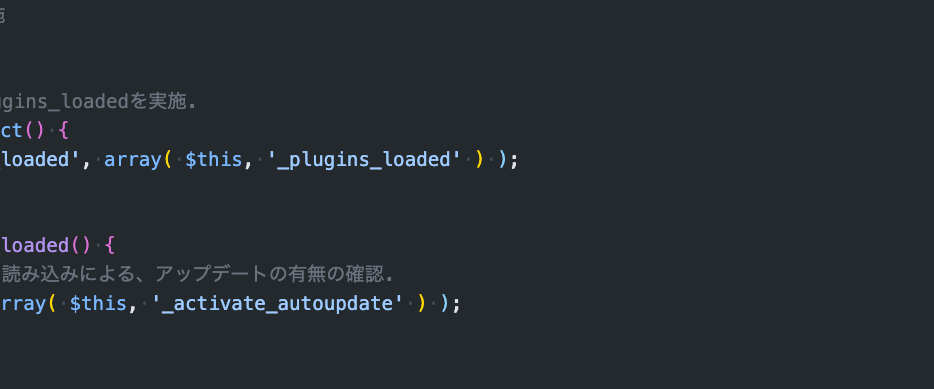 施
ugins_loadedを実施.
ct() {
loaded', array( $this, '_plugins_loaded' ) );
loaded() {
読み込みによる、アップデートの有無の確認.
rray( $this, '_activate_autoupdate' ) );